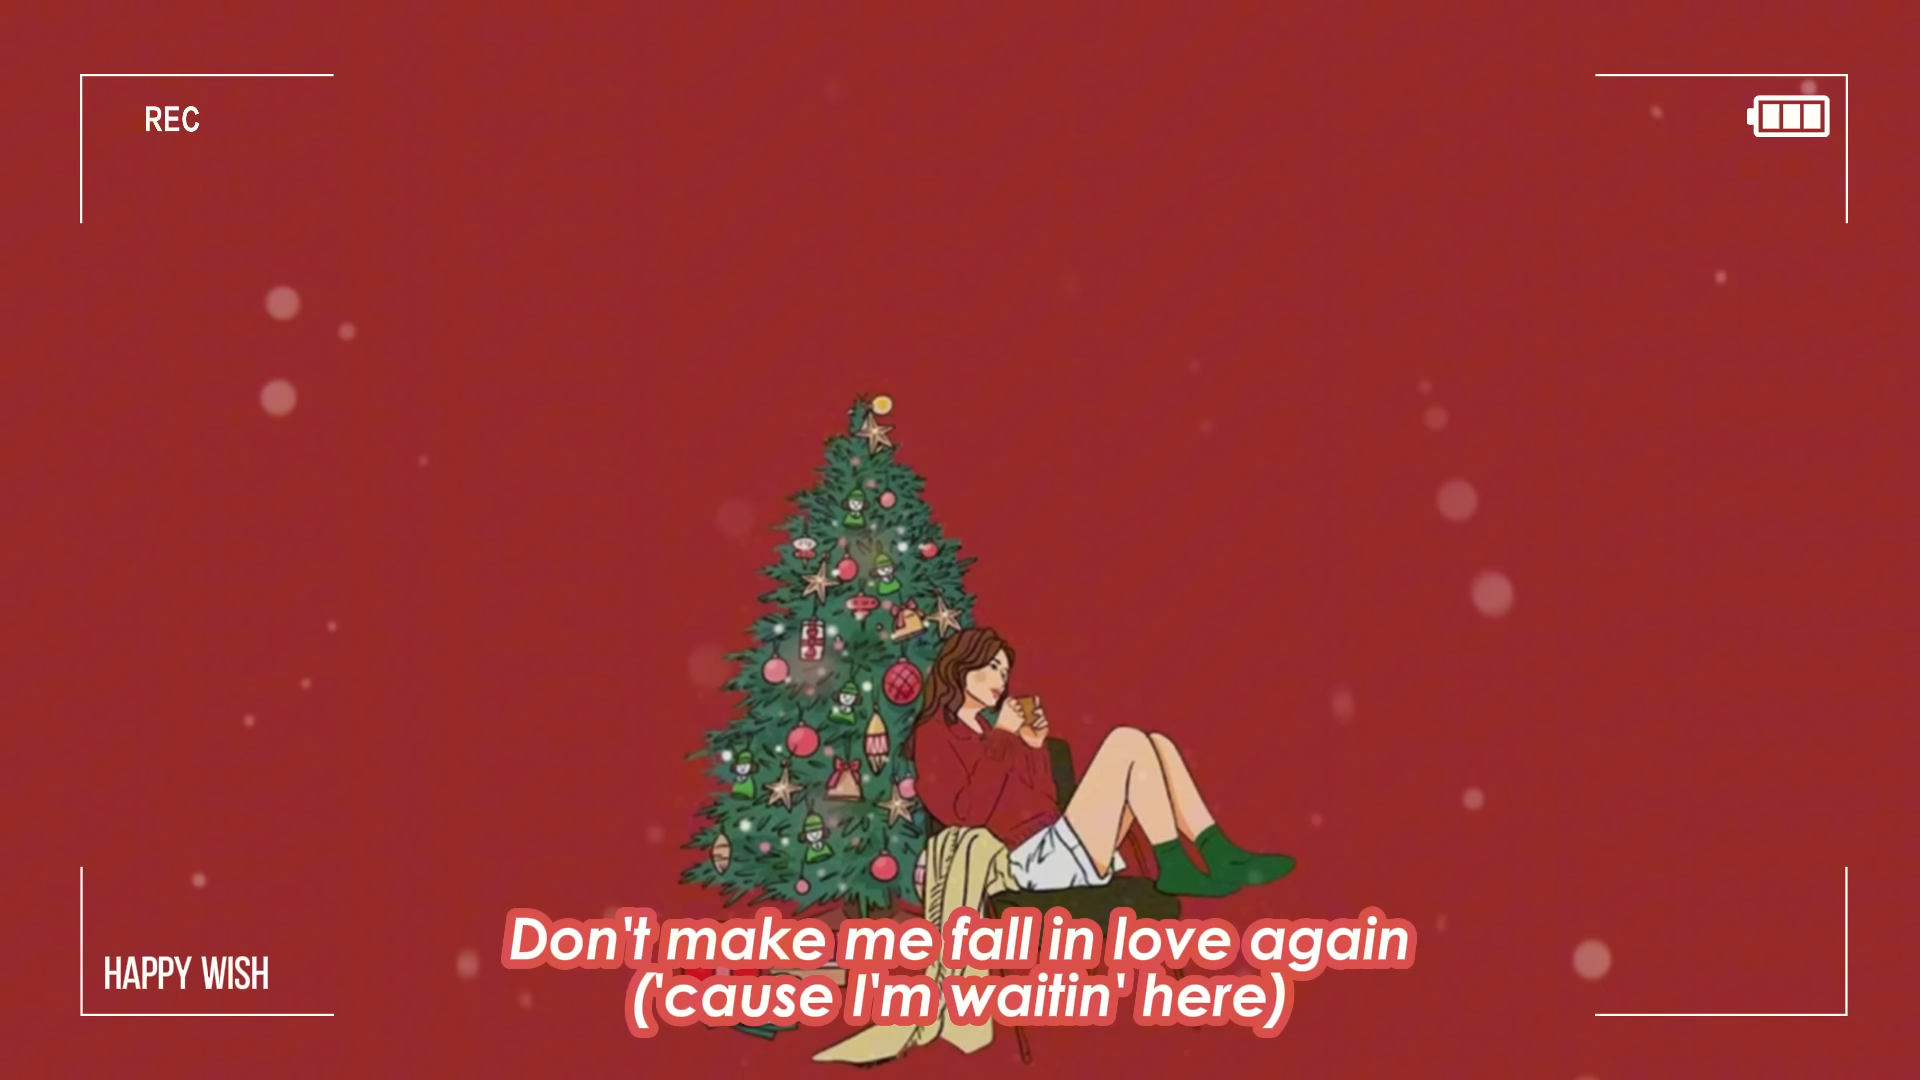 REC
HAPPY WISH
Don't make me fall in love again
('cause I'm waitin' here)